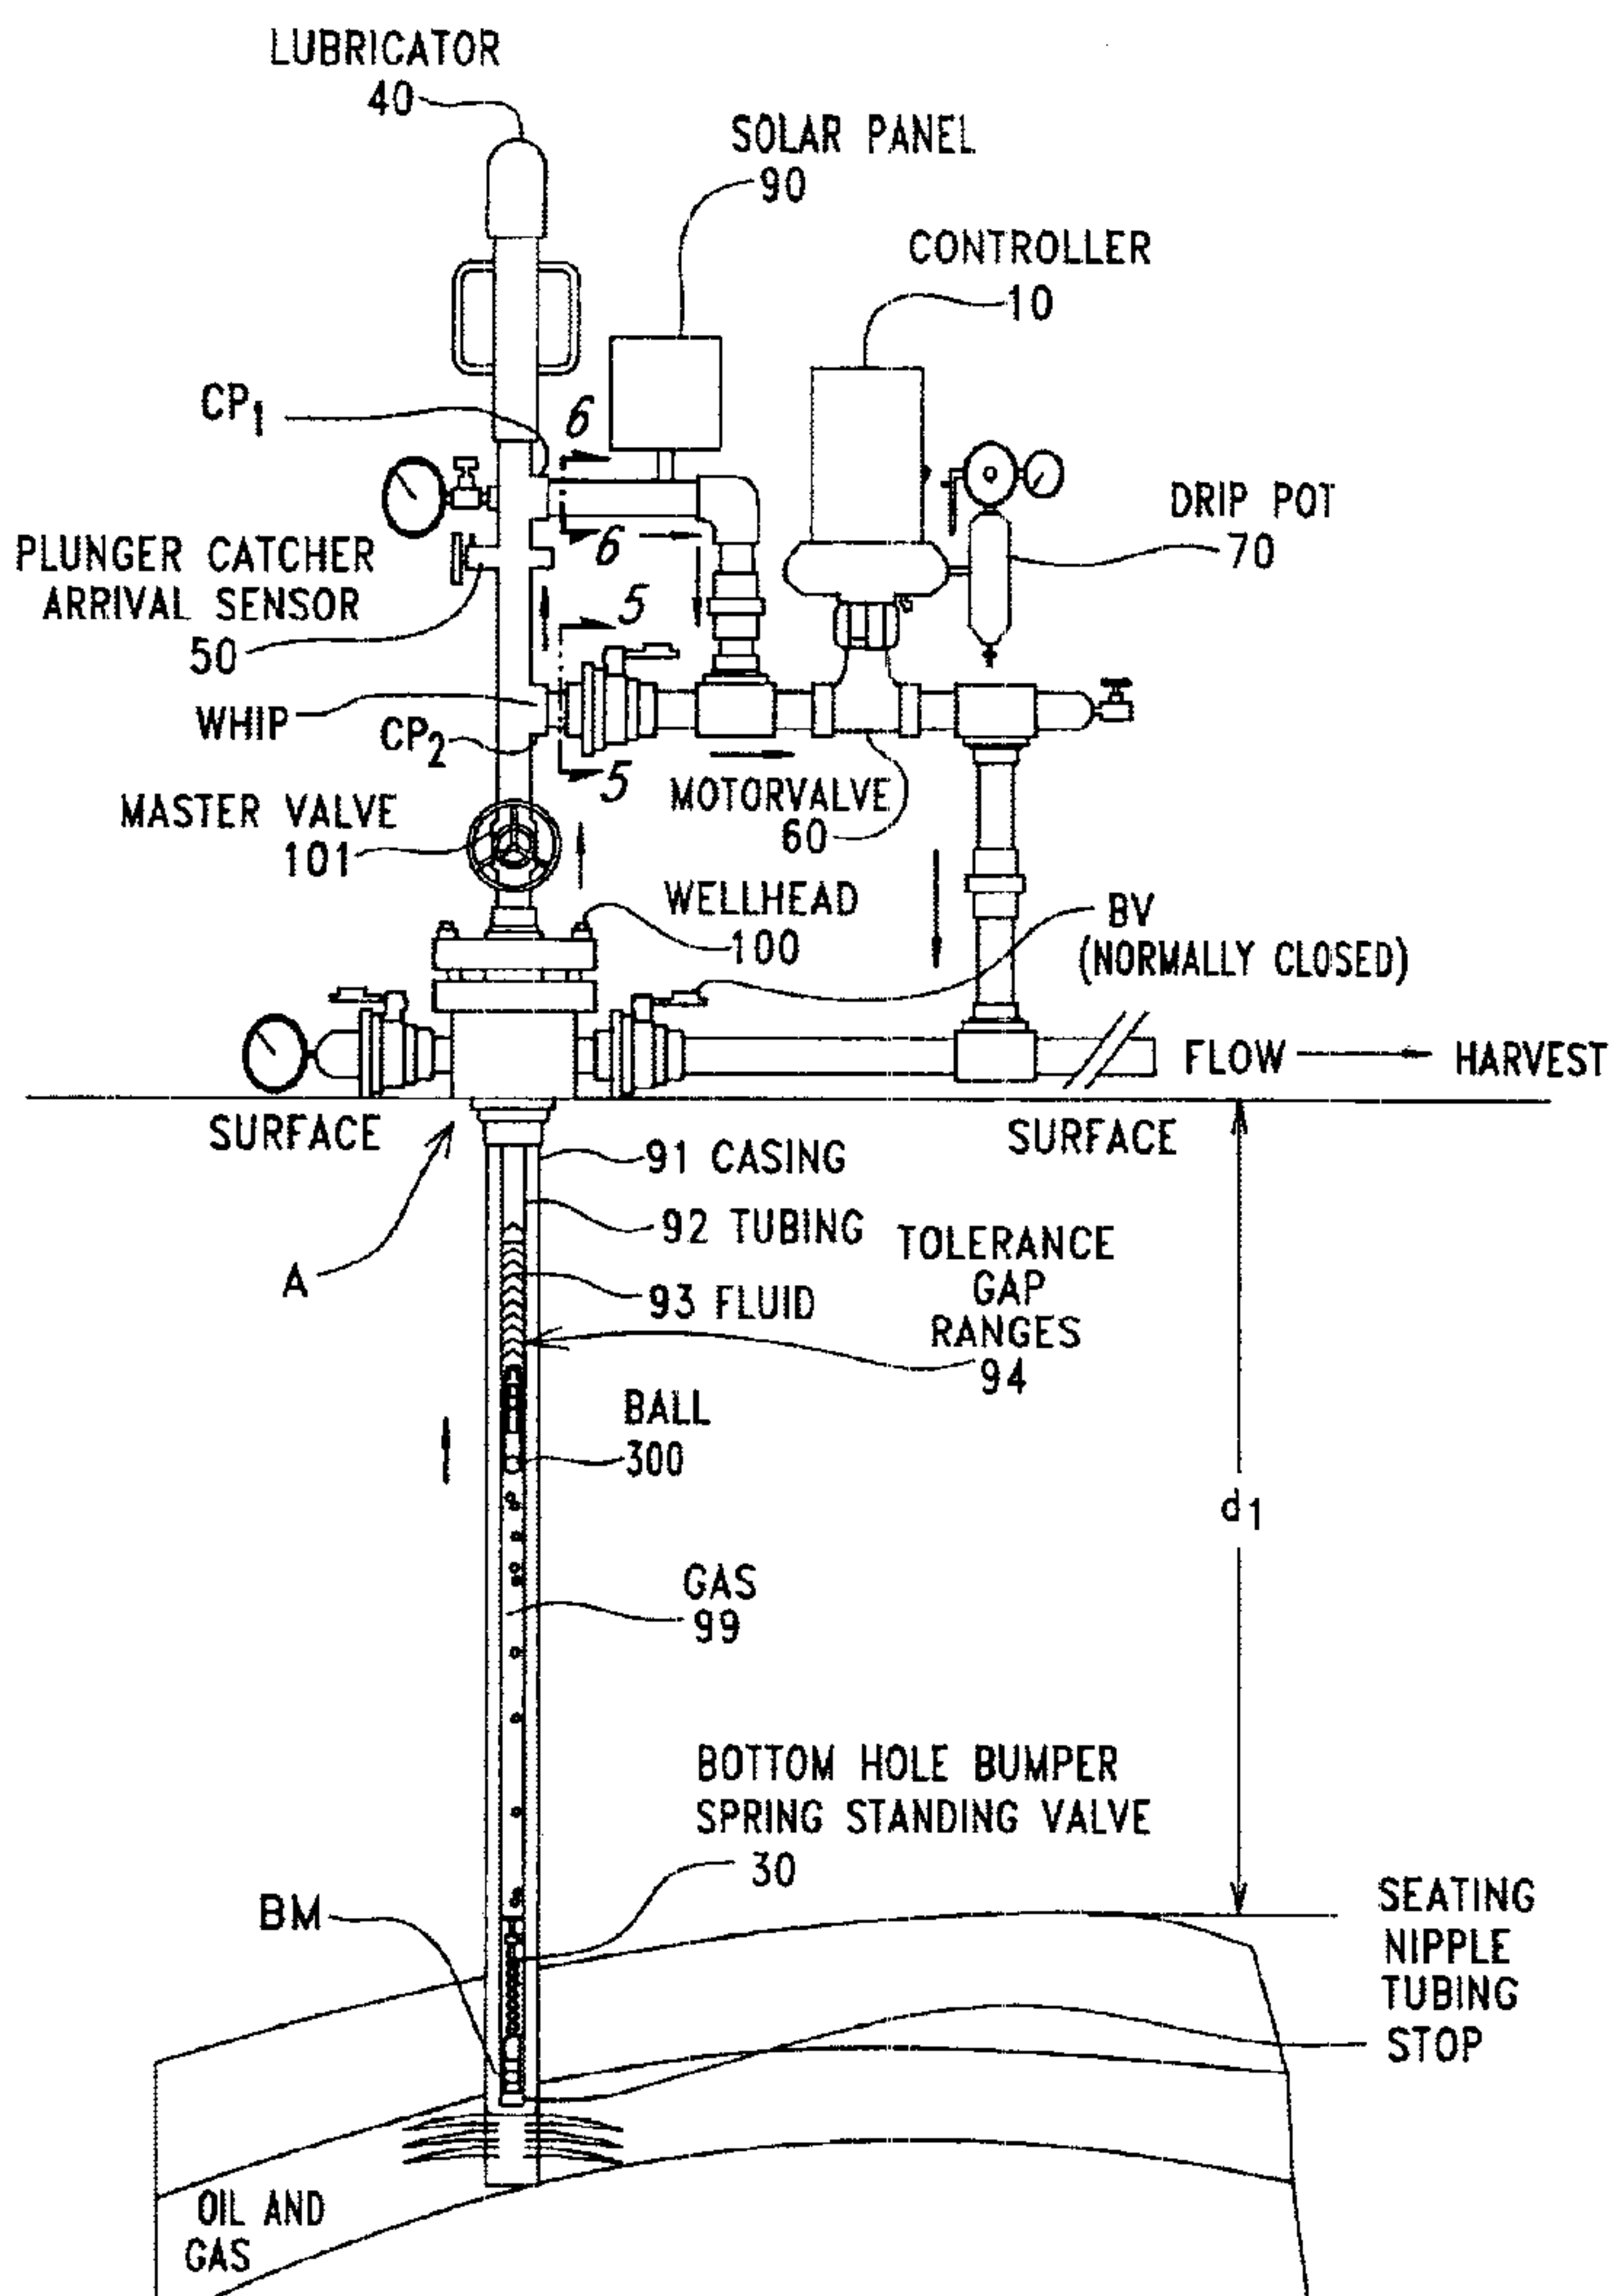 LUBRICATOR
40
SOLAR PANEL
90
CONTROLLER
10
CP1
6
6
DRIP POT
70
PLUNGER CATCHER
ARRIVAL SENSOR
50
5
WHIP
CP2
5
MOTORVALVE
60
MASTER VALVE
101
WELLHEAD
100
BV
(NORMALLY CLOSED)
FLOW
HARVEST
SURFACE
SURFACE
A
91 CASING
92 TUBING
93 FLUID
TOLERANCE
GAP
RANGES
94
BALL
300
d1
GAS
99
BOTTOM HOLE BUMPER
SPRING STANDING VALVE
30
BM
SEATING
NIPPLE
TUBING
STOP
OIL AND
GAS